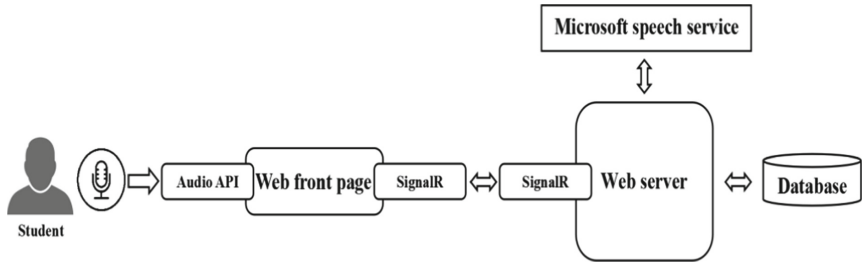 Microsoft speech service
Student
Audio API
Web front page
SignalR
SignalR
Web server
Database